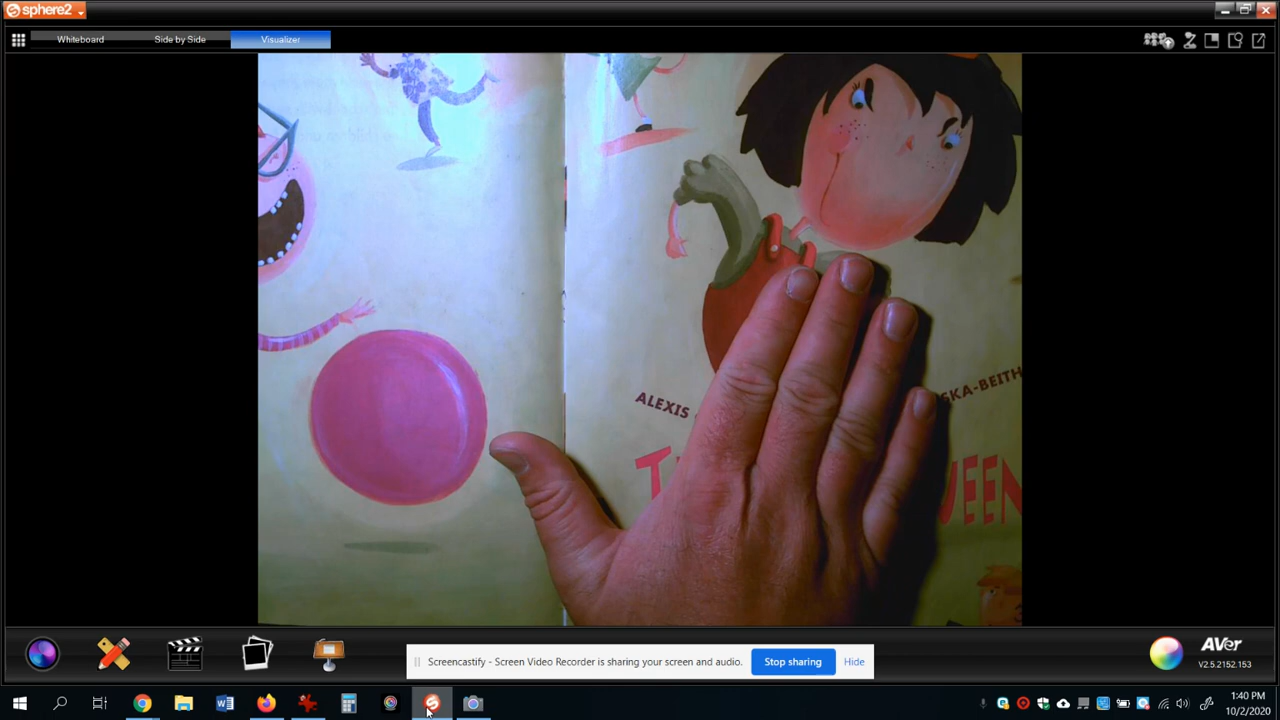 sphere2
Whiteboard Side by Side Visualizer
ALEXIS
SKA-BEITH
T
UEEN
Screencastify - Screen Video Recorder is sharing your screen and audio. Stop sharing Hide
AVer
V2.5.2152.153
1:40 PM
10/2/2020